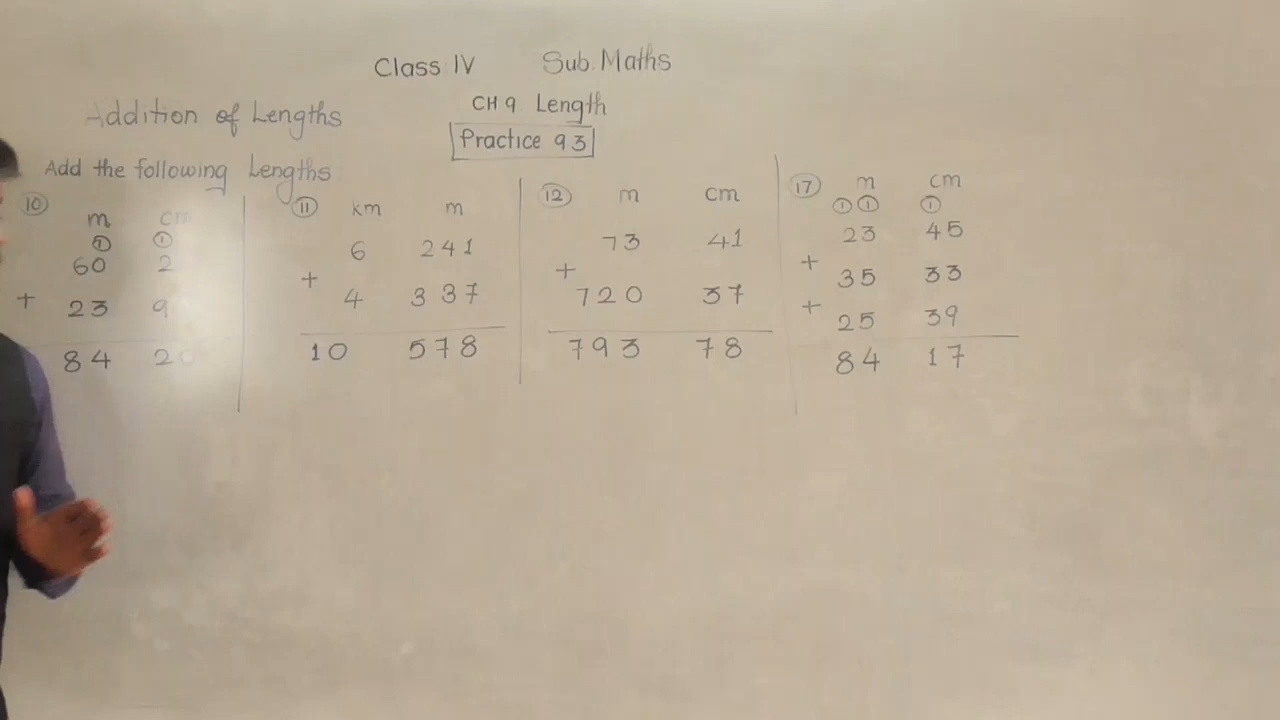 Class IV Sub. Maths
Addition of Lengths CH 9 Length
Practice 93
Add the following Lengths
10
m cm
1 1
60 2
+ 23 9
84 20
11 km m
6 241
+
4 337
10 578
12 m cm
73 41
+
720 37
793 78
17 m cm
1 1 1
23 45
+
35 33
+
25 39
84 17